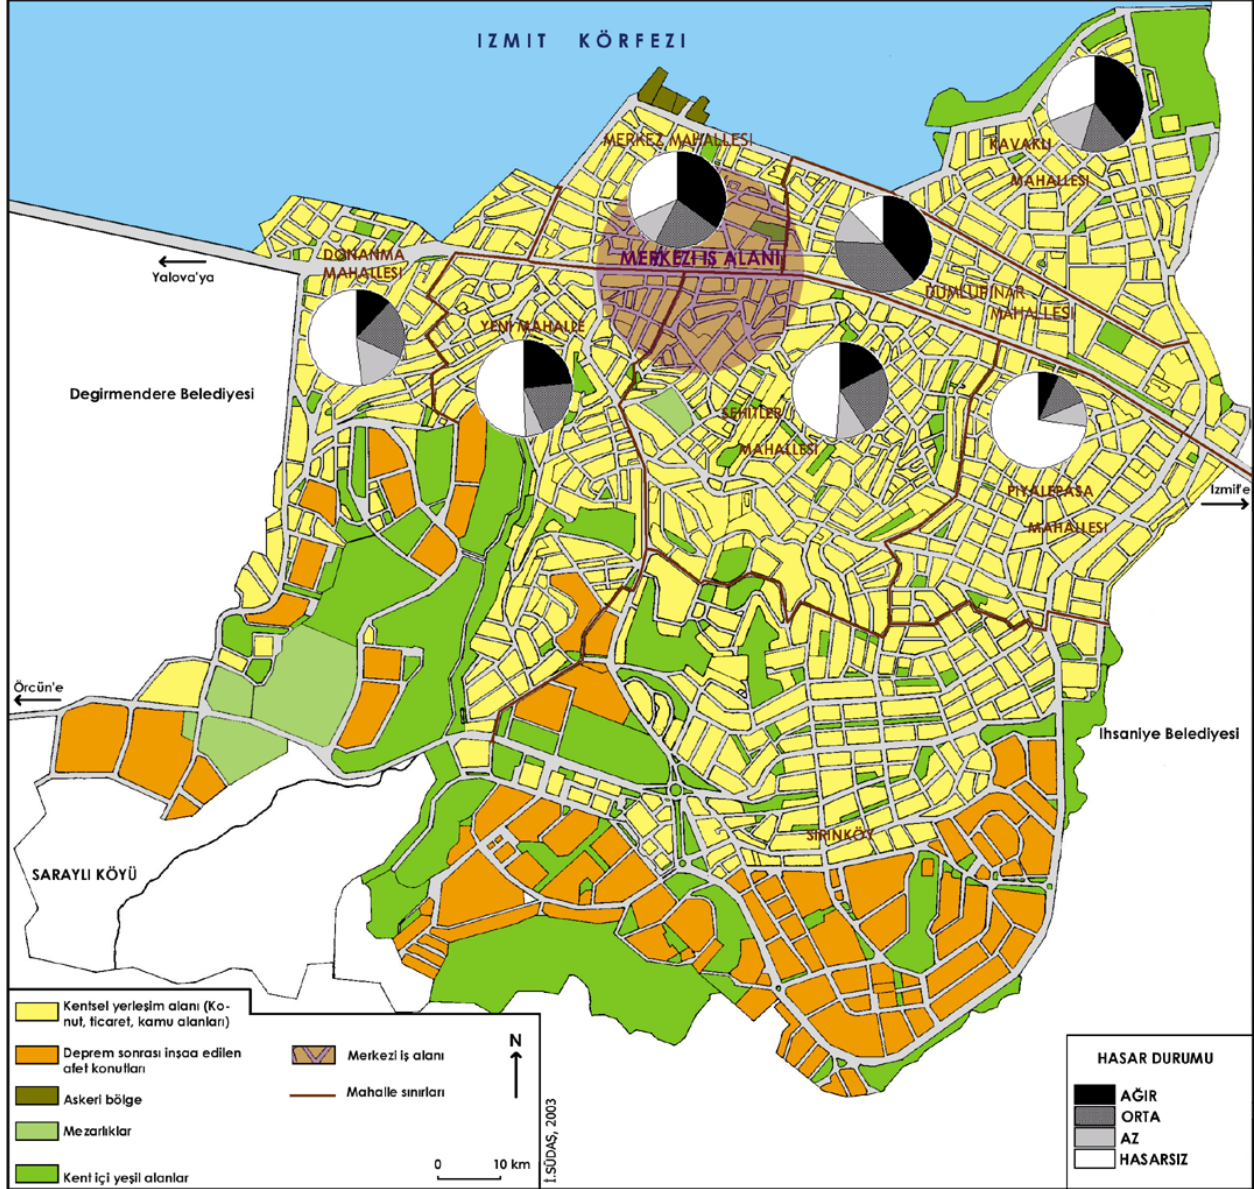 IZMIT KÖRFEZI
MERKEZ MAHALLESI
KAVAKLI
MAHALLESI
DONANMA
MAHALLESI
MERKEZI IŞ ALANI
Yalova'ya
DUMLUPINAR
MAHALLESI
YENI MAHALLE
Degirmendere Belediyesi
ŞEHITLER
MAHALLESI
PIYALEPAŞA
MAHALLESI
Izmit'e
Örcün'e
Ihsaniye Belediyesi
SIRINKÖY
SARAYLI KÖYÜ
Kentsel yerleşim alanı (Ko-
nut, ticaret, kamu alanları)
Deprem sonrası inşaa edilen
afet konutları
Askeri bölge
Mezarlıklar
Kent içi yeşil alanlar
Merkezi iş alanı
Mahalle sınırları
N
0 10 km
I.SÜDAŞ, 2003
HASAR DURUMU
AĞIR
ORTA
AZ
HASARSIZ